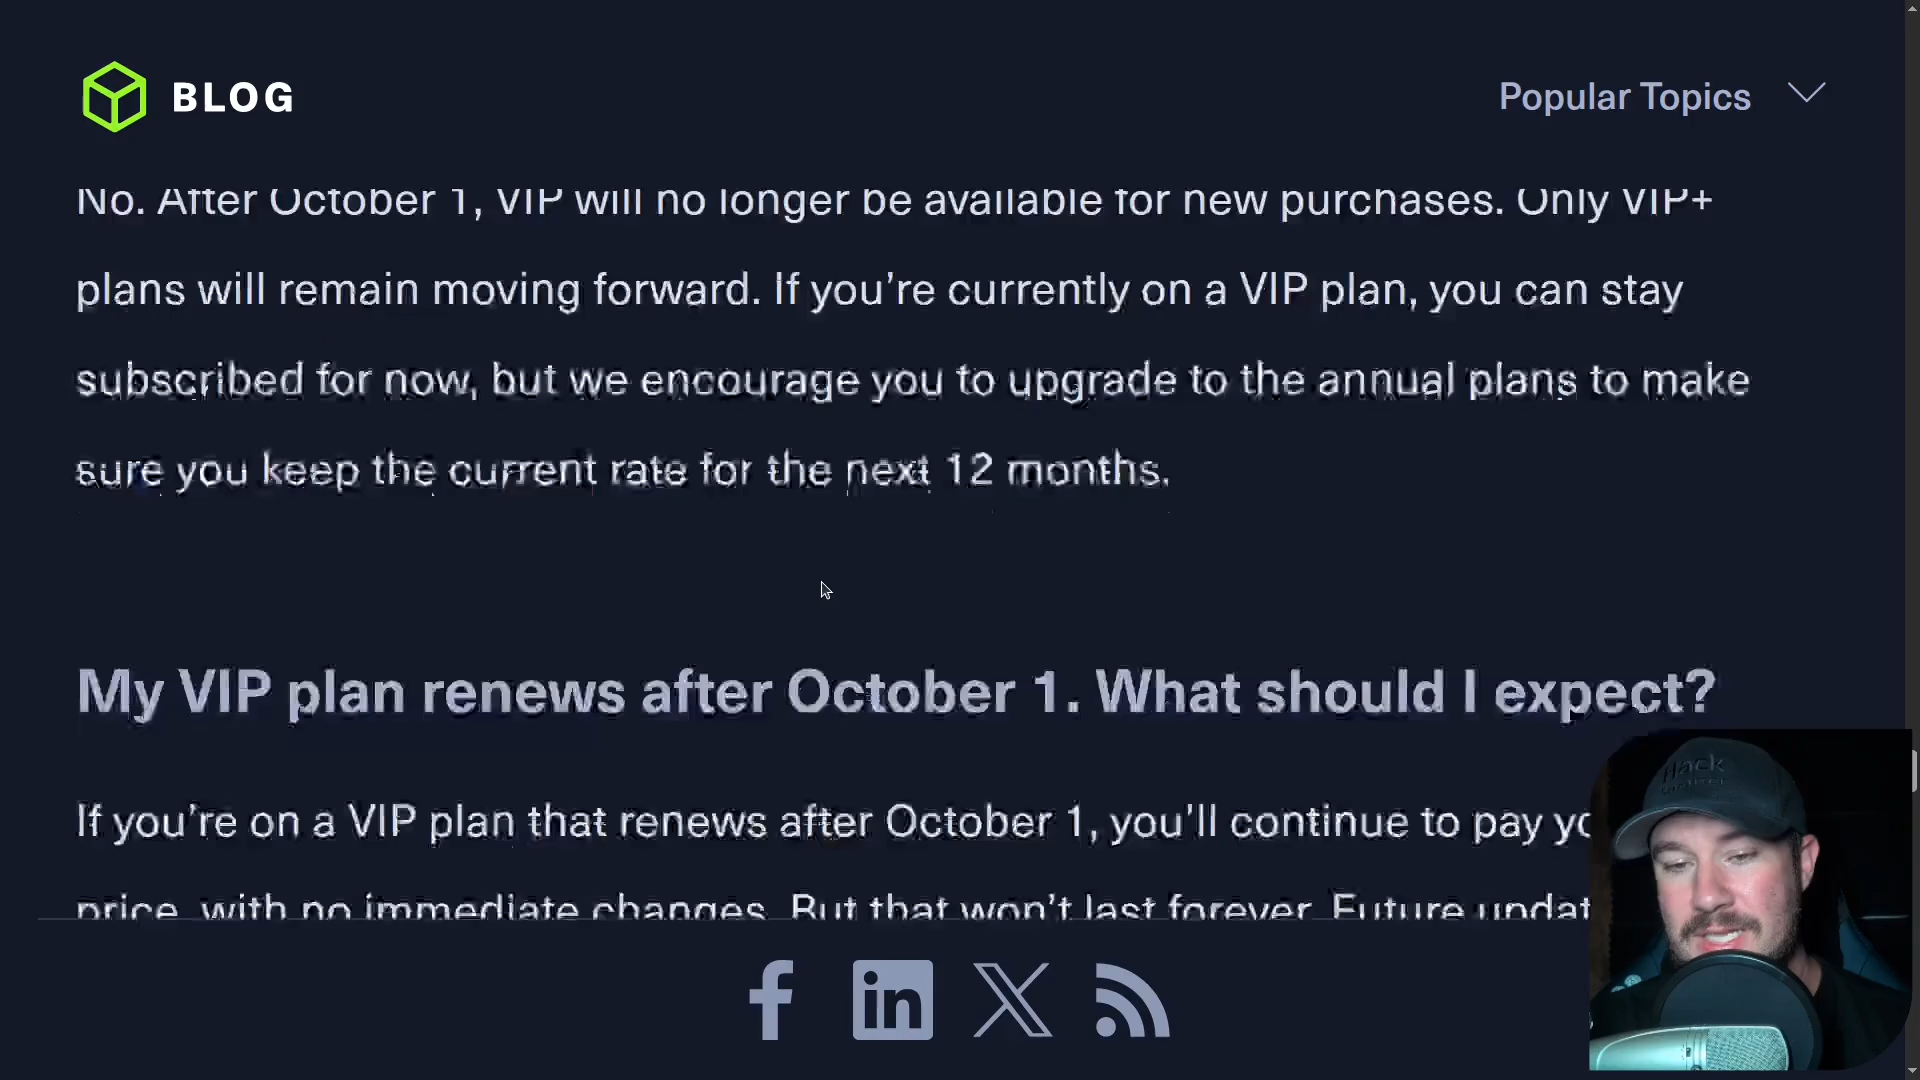 BLOG
Popular Topics
No. After October 1, VIP will no longer be available for new purchases. Only VIP+
plans will remain moving forward. If you’re currently on a VIP plan, you can stay
subscribed for now, but we encourage you to upgrade to the annual plans to make
sure you keep the current rate for the next 12 months.
My VIP plan renews after October 1. What should I expect?
If you’re on a VIP plan that renews after October 1, you’ll continue to pay
price, with no immediate changes. But that won’t last forever. Future
Hack